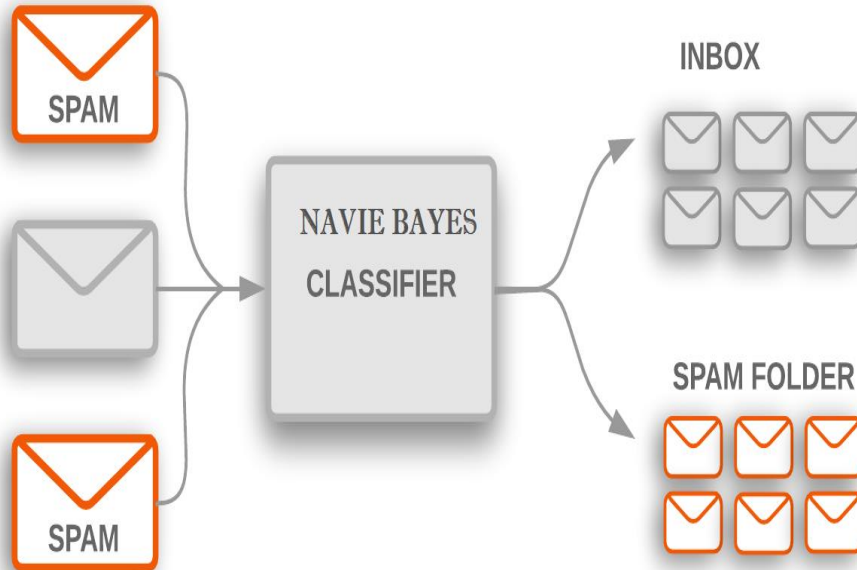 SPAM
SPAM
NAVIE BAYES
CLASSIFIER
INBOX
SPAM FOLDER